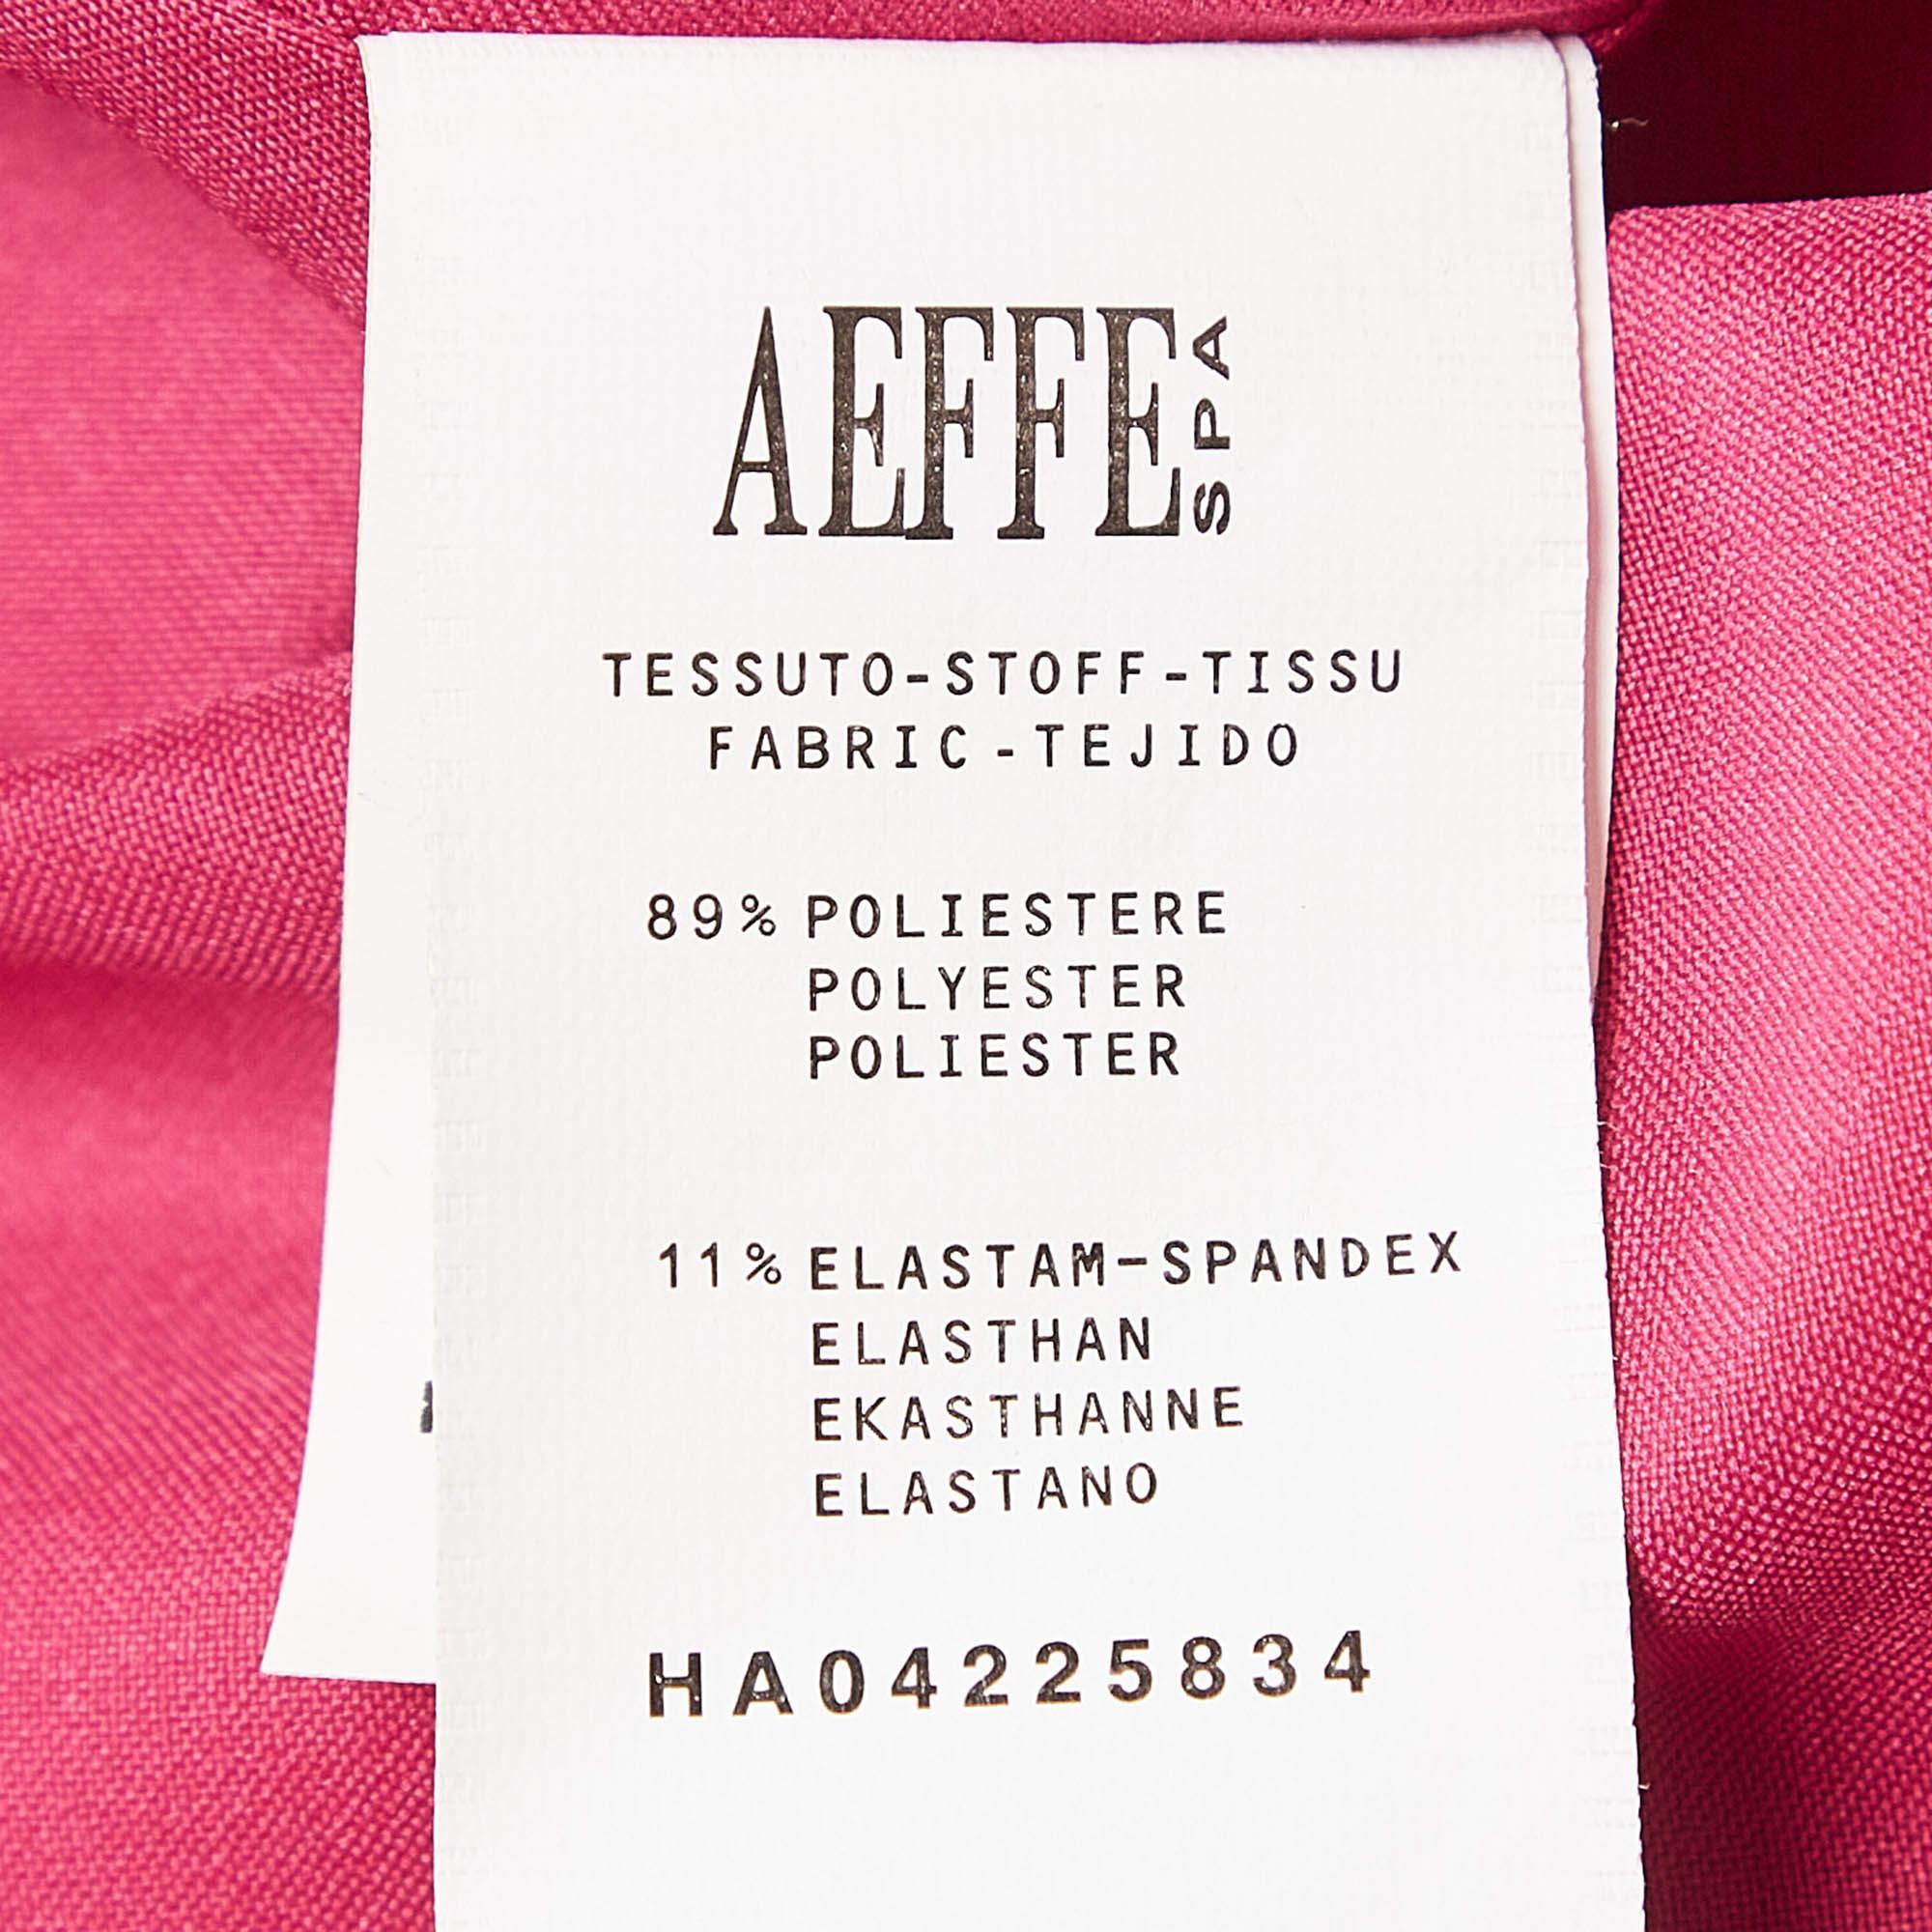 AEFFE SPA
TESSUTO-STOFF-TISSU
FABRIC-TEJIDO
89% POLIESTERE
POLYESTER
POLIESTER
11% ELASTAM-SPANDEX
ELASTHAN
EKASTHANNE
ELASTANO
HA04225834